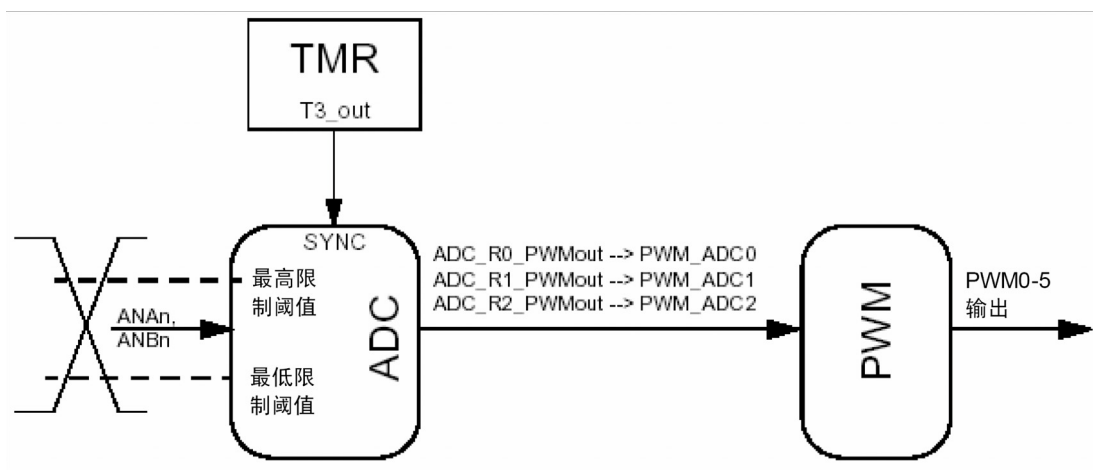 TMR
T3_out
SYNC
最高限
制阈值
ANAn,
ANBn
最低限
制阈值
ADC
ADC_R0_PWMout --> PWM_ADC0
ADC_R1_PWMout --> PWM_ADC1
ADC_R2_PWMout --> PWM_ADC2
PWM
PWM0-5
输出